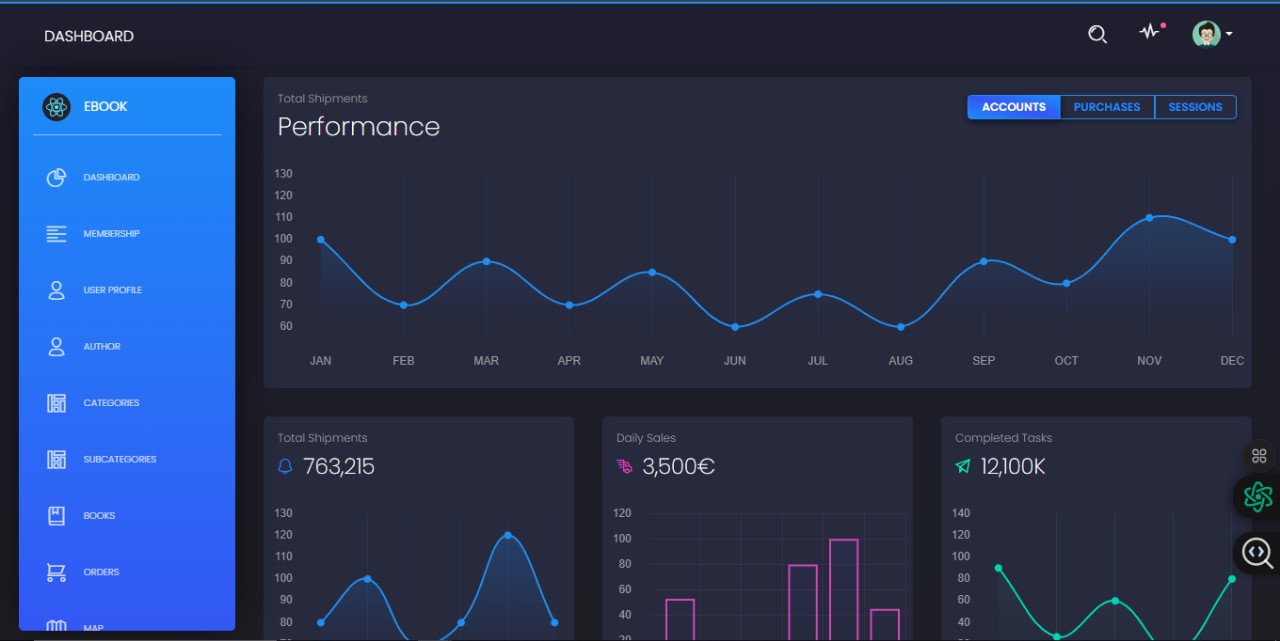 DASHBOARD
EBOOK
DASHBOARD
MEMBERSHIP
USER PROFILE
AUTHOR
CATEGORIES
SUBCATEGORIES
BOOKS
ORDERS
MAP
Total Shipments
Performance
ACCOUNTS PURCHASES SESSIONS
130
120
110
100
90
80
70
60
JAN FEB MAR APR MAY JUN JUL AUG SEP OCT NOV DEC
Total Shipments
763,215
130
120
110
100
90
80
Daily Sales
3,500€
120
100
80
60
40
20
Completed Tasks
12,100K
140
120
100
80
60
40